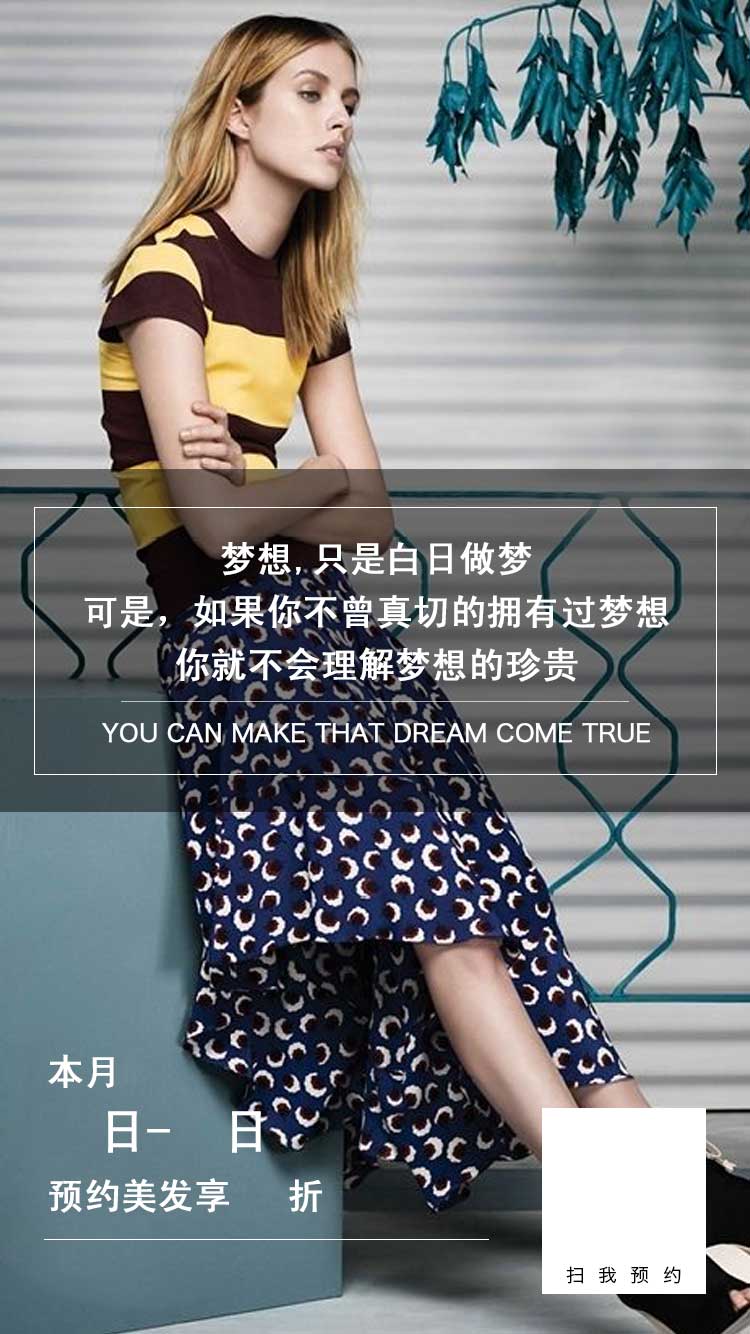 梦想,只是白日做梦
可是，如果你不曾真切的拥有过梦想
你就不会理解梦想的珍贵
YOU CAN MAKE THAT DREAM COME TRUE
本月
日- 日
预约美发享 折
扫我预约